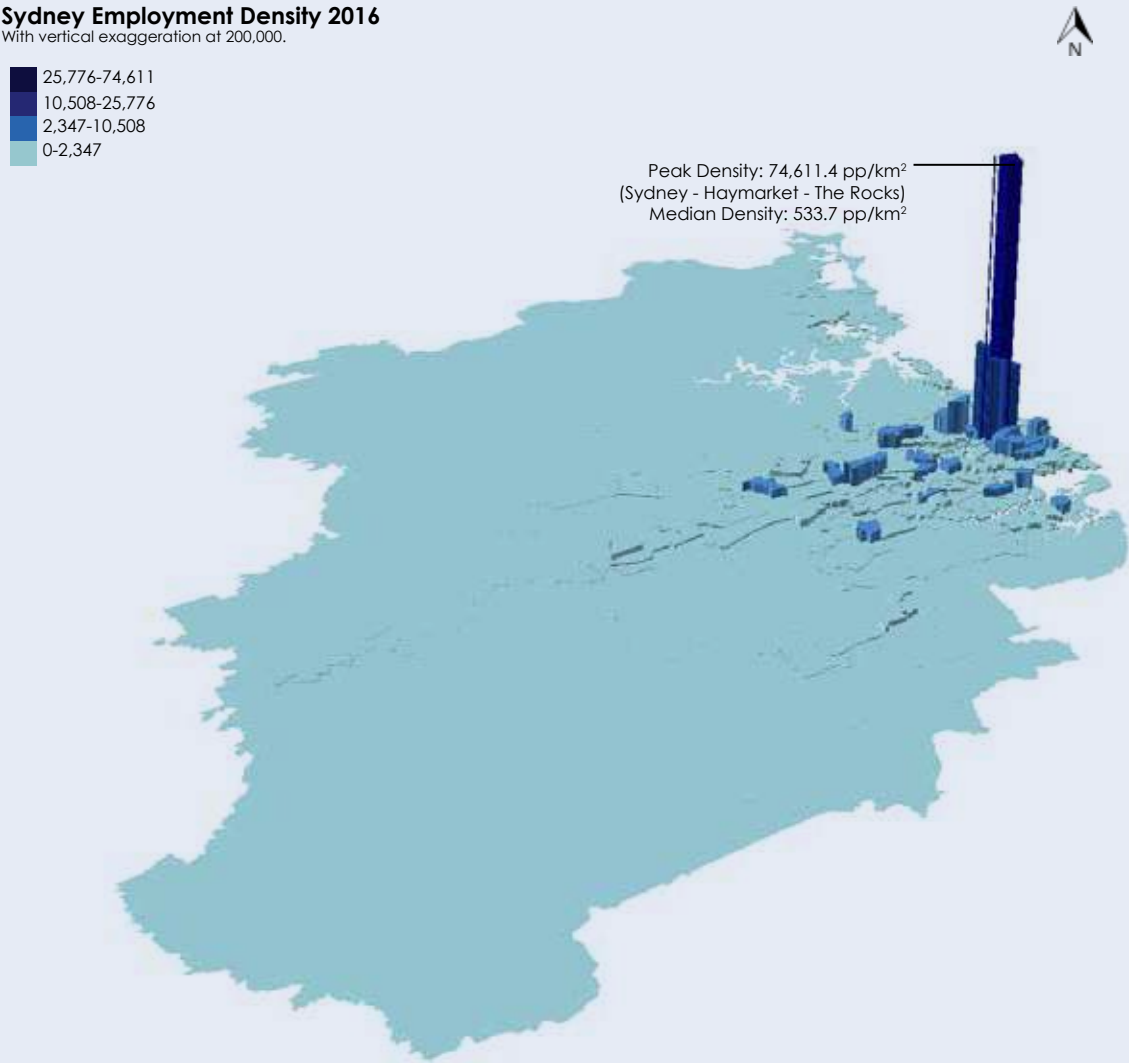 Sydney Employment Density 2016
With vertical exaggeration at 200,000.
N
25,776-74,611
10,508-25,776
2,347-10,508
0-2,347
Peak Density: 74,611.4 pp/km²
(Sydney - Haymarket - The Rocks)
Median Density: 533.7 pp/km²